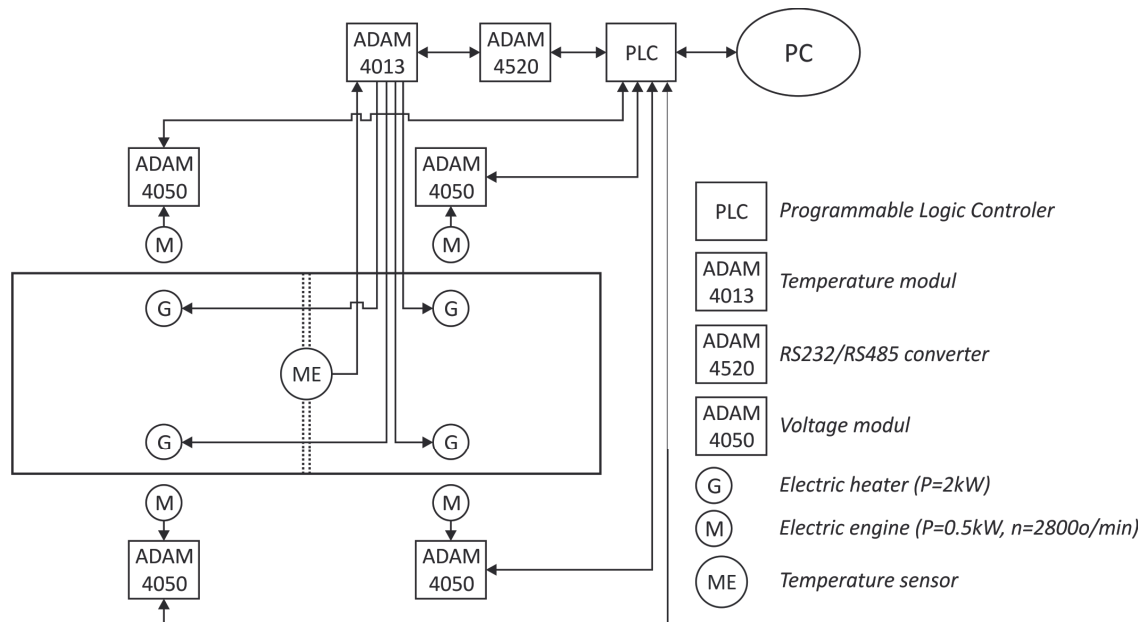 ADAM
4013
ADAM
4520
PLC
PC
ADAM
4050
ADAM
4050
M
M
G
G
ME
G
G
M
M
ADAM
4050
ADAM
4050
PLC
Programmable Logic Controler
ADAM
4013
Temperature modul
ADAM
4520
RS232/RS485 converter
ADAM
4050
Voltage modul
G
Electric heater (P=2kW)
M
Electric engine (P=0.5kW, n=2800o/min)
ME
Temperature sensor